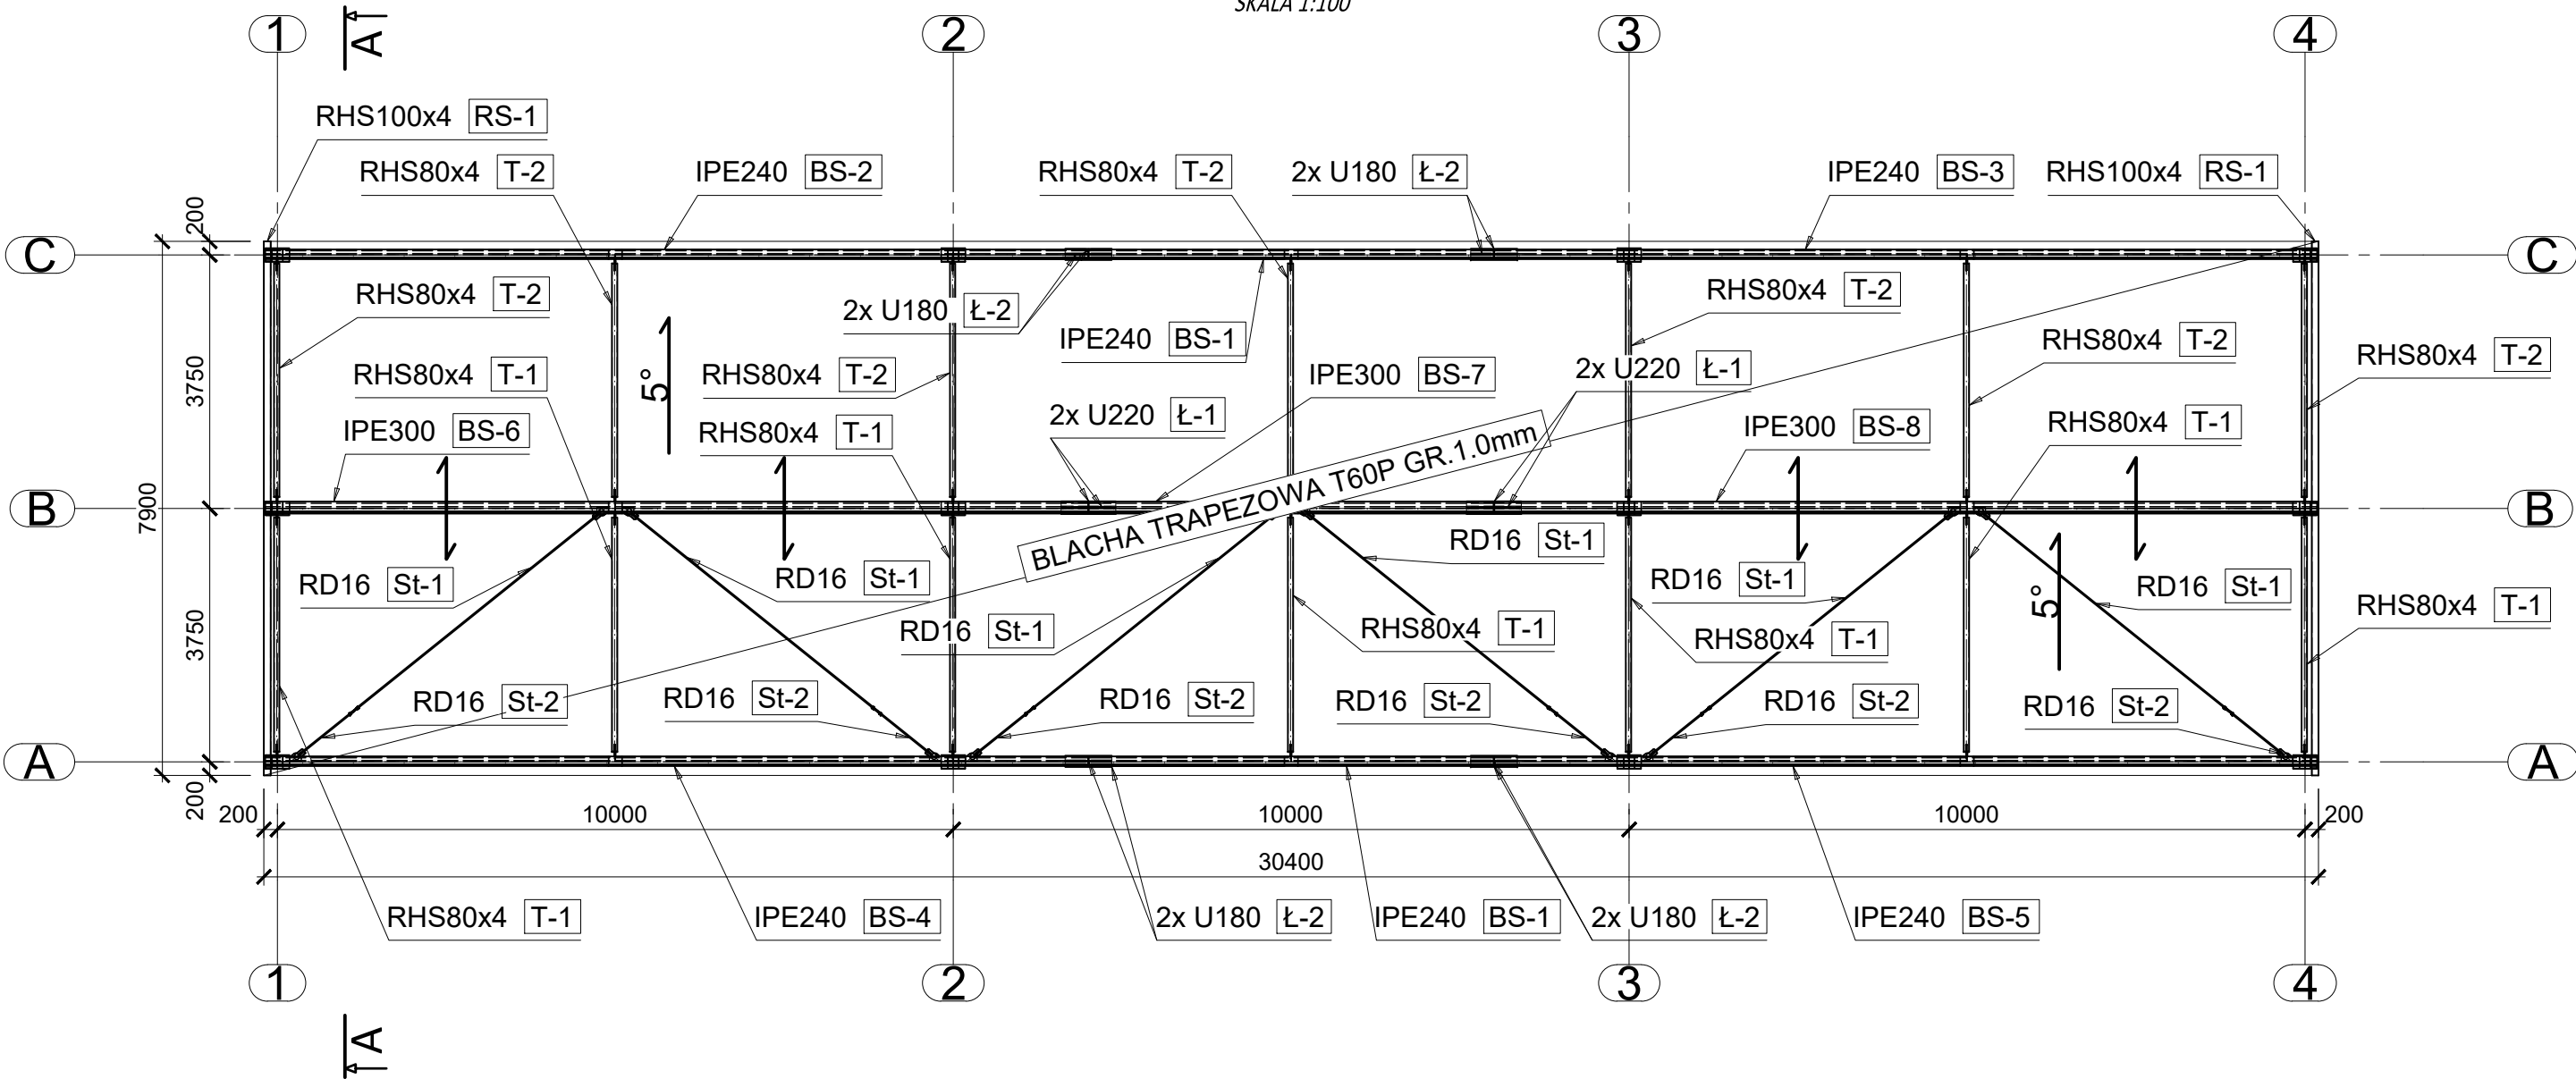 SKALA 1:100
1 2 3 4
A
RHS100x4 RS-1
RHS80x4 T-2
IPE240 BS-2
RHS80x4 T-2
2x U180 Ł-2
IPE240 BS-3
RHS100x4 RS-1
200
C C
RHS80x4 T-2
2x U180 Ł-2
IPE240 BS-1
RHS80x4 T-2
RHS80x4 T-2
RHS80x4 T-2
3750
RHS80x4 T-1
5°
RHS80x4 T-2
IPE300 BS-7
2x U220 Ł-1
IPE300 BS-6
RHS80x4 T-1
2x U220 Ł-1
IPE300 BS-8
RHS80x4 T-1
BLACHA TRAPEZOWA T60P GR.1.0mm
7900
B B
RD16 St-1
RD16 St-1
RD16 St-1
RD16 St-1
RD16 St-1
5°
RD16 St-1
3750
RD16 St-1
RHS80x4 T-1
RHS80x4 T-1
RHS80x4 T-1
RD16 St-2
RD16 St-2
RD16 St-2
RD16 St-2
RD16 St-2
RD16 St-2
A A
200
200 10000 10000 10000 200
30400
RHS80x4 T-1
IPE240 BS-4
2x U180 Ł-2
IPE240 BS-1
2x U180 Ł-2
IPE240 BS-5
1 2 3 4
A